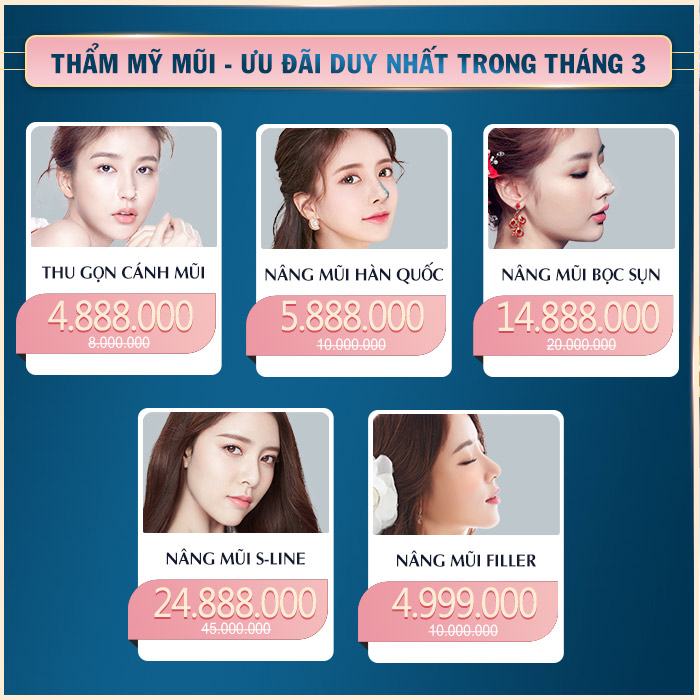 THẨM MỸ MŨI - ƯU ĐÃI DUY NHẤT TRONG THÁNG 3
THU GỌN CÁNH MŨI
4.888.000
8.000.000
NÂNG MŨI HÀN QUỐC
5.888.000
10.000.000
NÂNG MŨI BỌC SỤN
14.888.000
20.000.000
NÂNG MŨI S-LINE
24.888.000
45.000.000
NÂNG MŨI FILLER
4.999.000
10.000.000